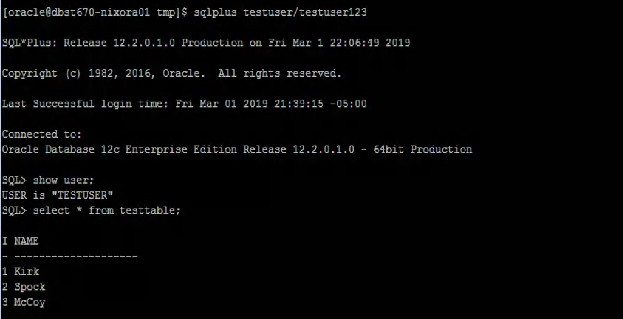 [oracle@dbst670-nixora01 tmp]$ sqlplus testuser/testuser123
SQL*Plus: Release 12.2.0.1.0 Production on Fri Mar 1 22:06:49 2019
Copyright (c) 1982, 2016, Oracle. All rights reserved.
Last Successful login time: Fri Mar 01 2019 21:39:15 -05:00
Connected to:
Oracle Database 12c Enterprise Edition Release 12.2.0.1.0 - 64bit Production
SQL> show user;
USER is "TESTUSER"
SQL> select * from testtable;
I NAME
- --------------------
1 Kirk
2 Spock
3 McCoy